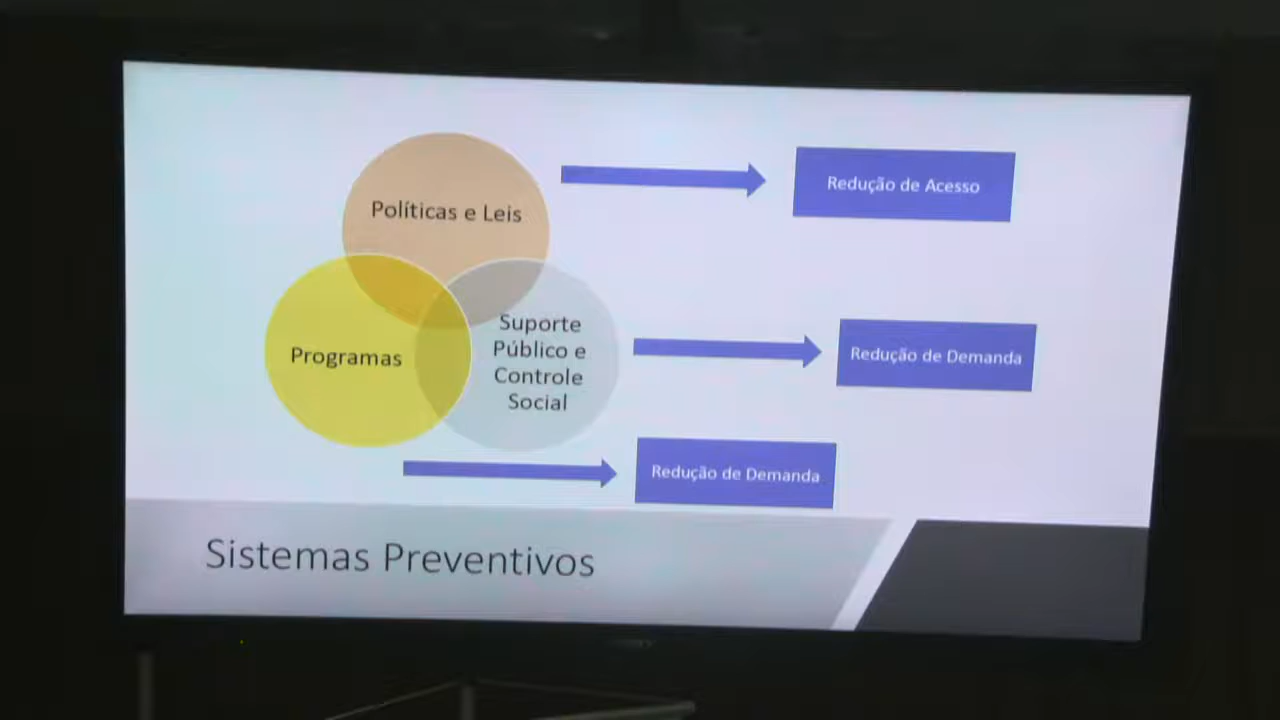 Políticas e Leis
Redução de Acesso
Programas
Suporte
Público e
Controle
Social
Redução de Demanda
Redução de Demanda
Sistemas Preventivos